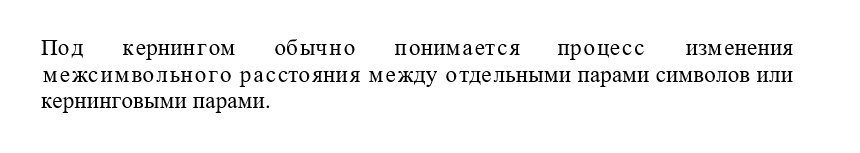 Под кернингом обычно понимается процесс изменения
межсимвольного расстояния между отдельными парами символов или
кернинговыми парами.